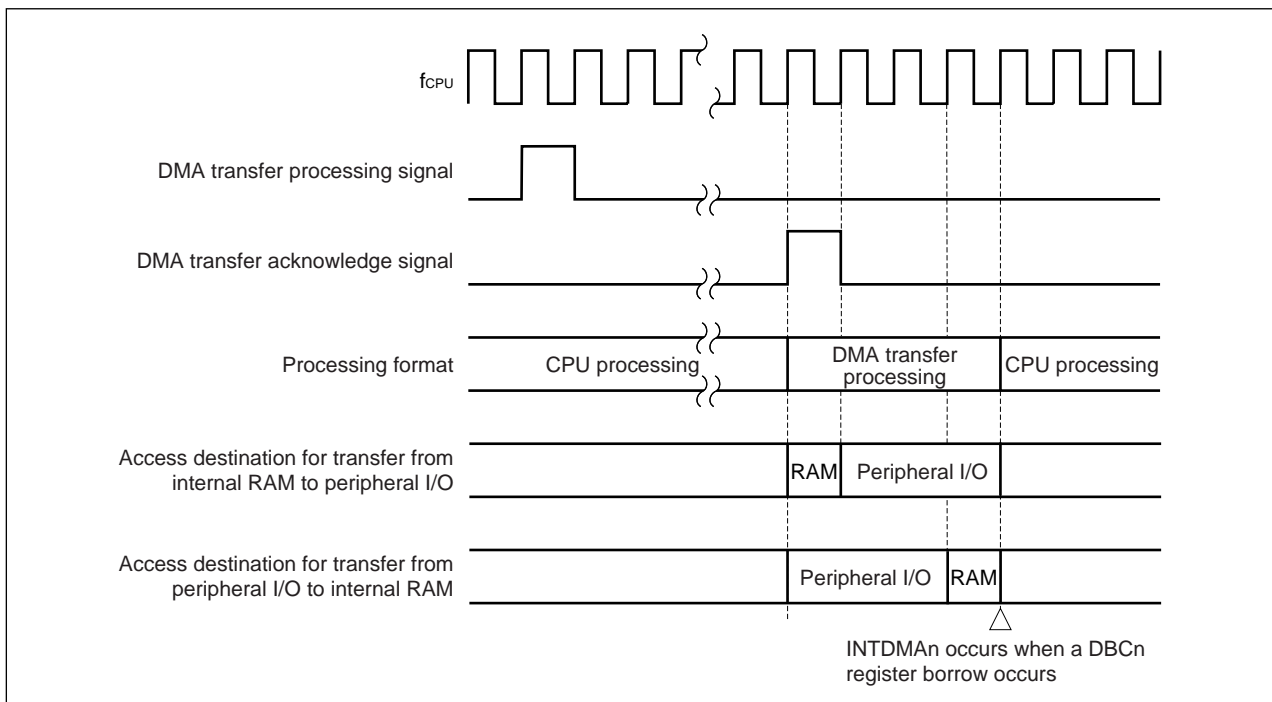 fCPU
DMA transfer processing signal
DMA transfer acknowledge signal
Processing format
CPU processing
DMA transfer
processing
CPU processing
Access destination for transfer from
internal RAM to peripheral I/O
RAM
Peripheral I/O
Access destination for transfer from
peripheral I/O to internal RAM
Peripheral I/O
RAM
INTDMAn occurs when a DBCn
register borrow occurs